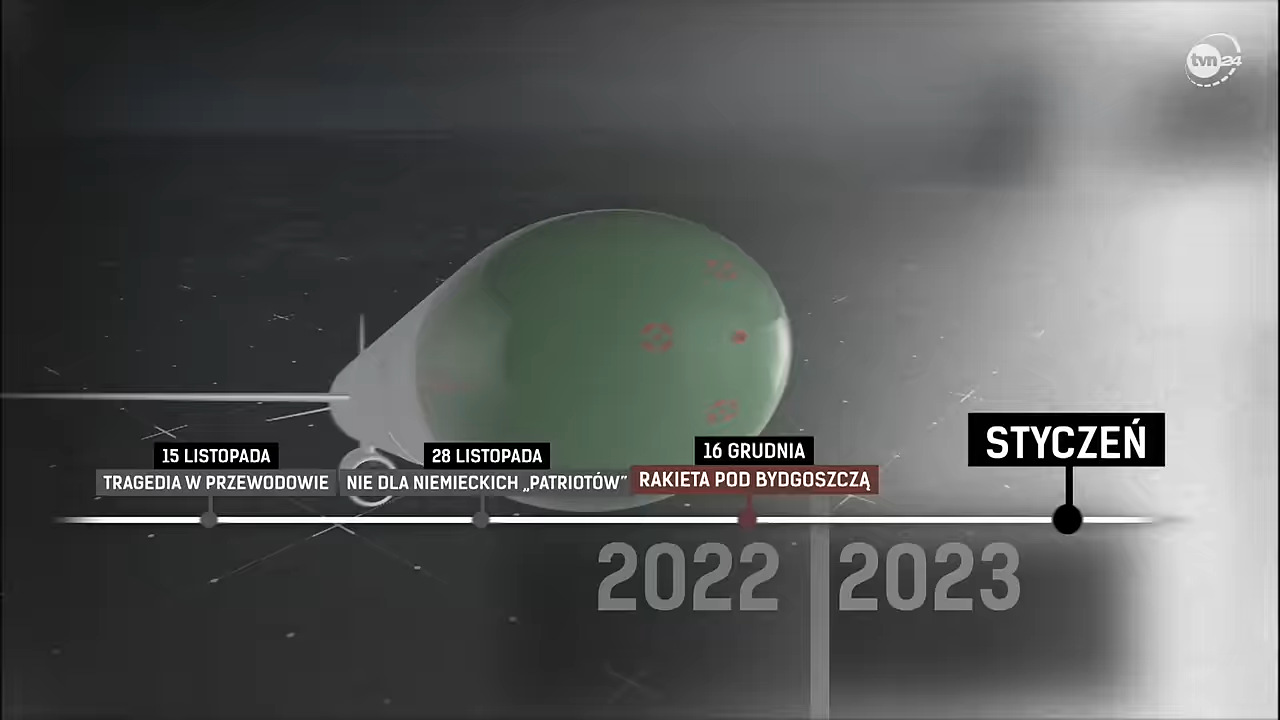 tvn24
STYCZEŃ
15 LISTOPADA
TRAGEDIA W PRZEWODOWIE
28 LISTOPADA
NIE DLA NIEMIECKICH „PATRIOTÓW”
16 GRUDNIA
RAKIETA POD BYDGOSZCZĄ
2022
2023